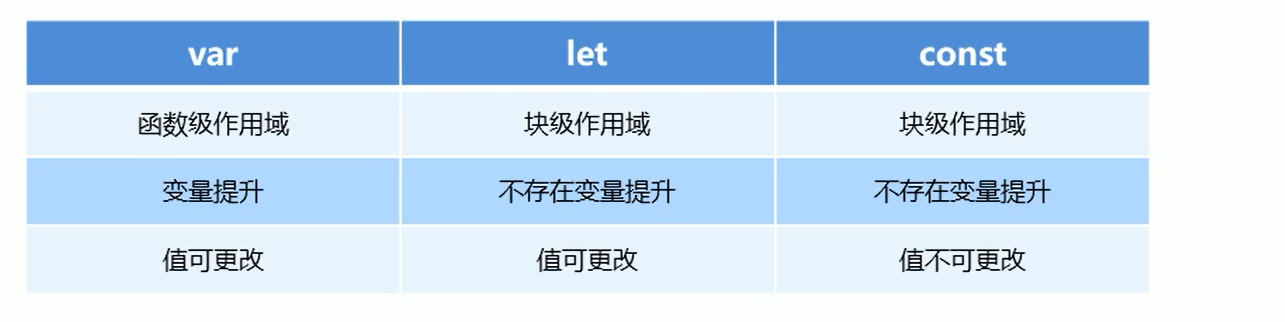 var let const
函数级作用域 块级作用域 块级作用域
变量提升 不存在变量提升 不存在变量提升
值可更改 值可更改 值不可更改